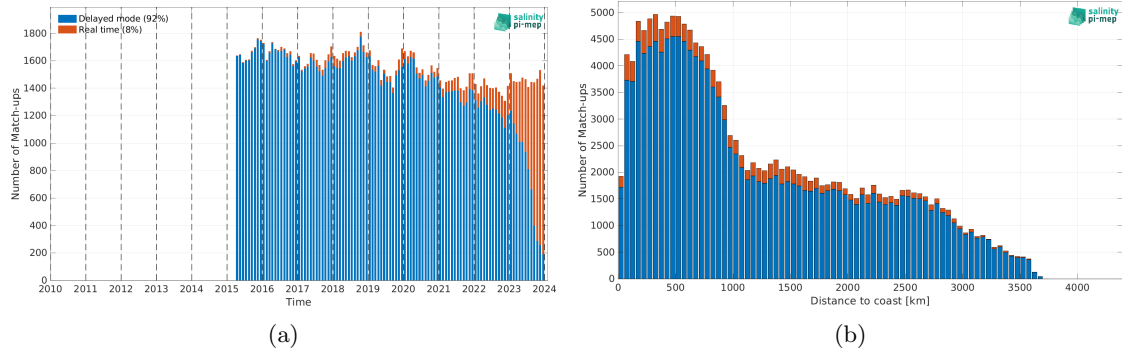 Delayed mode (92%)
Real time (8%)
salinity
pi-mep
Number of Match-ups
1800
1600
1400
1200
1000
800
600
400
200
0
2010 2011 2012 2013 2014 2015 2016 2017 2018 2019 2020 2021 2022 2023 2024
Time
(a)
salinity
pi-mep
Number of Match-ups
5000
4500
4000
3500
3000
2500
2000
1500
1000
500
0
0 500 1000 1500 2000 2500 3000 3500 4000
Distance to coast [km]
(b)